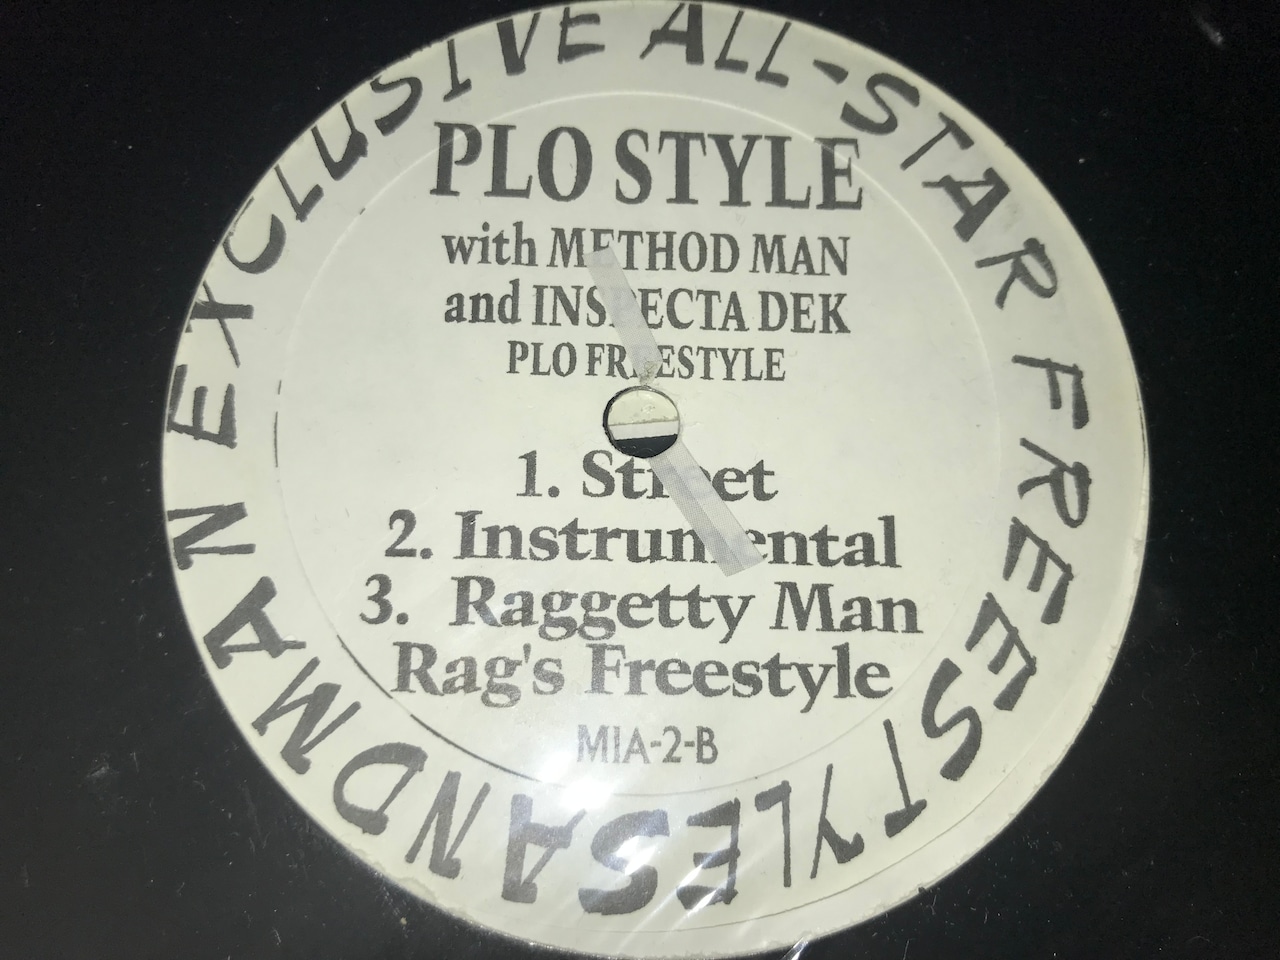 SANDMAN EXCLUSIVE ALL-STAR FREESTYLES
PLO STYLE
with METHOD MAN
and INSPECTA DEK
PLO FREESTYLE
1. Street
2. Instrumental
3. Raggetty Man
Rag's Freestyle
MIA-2-B